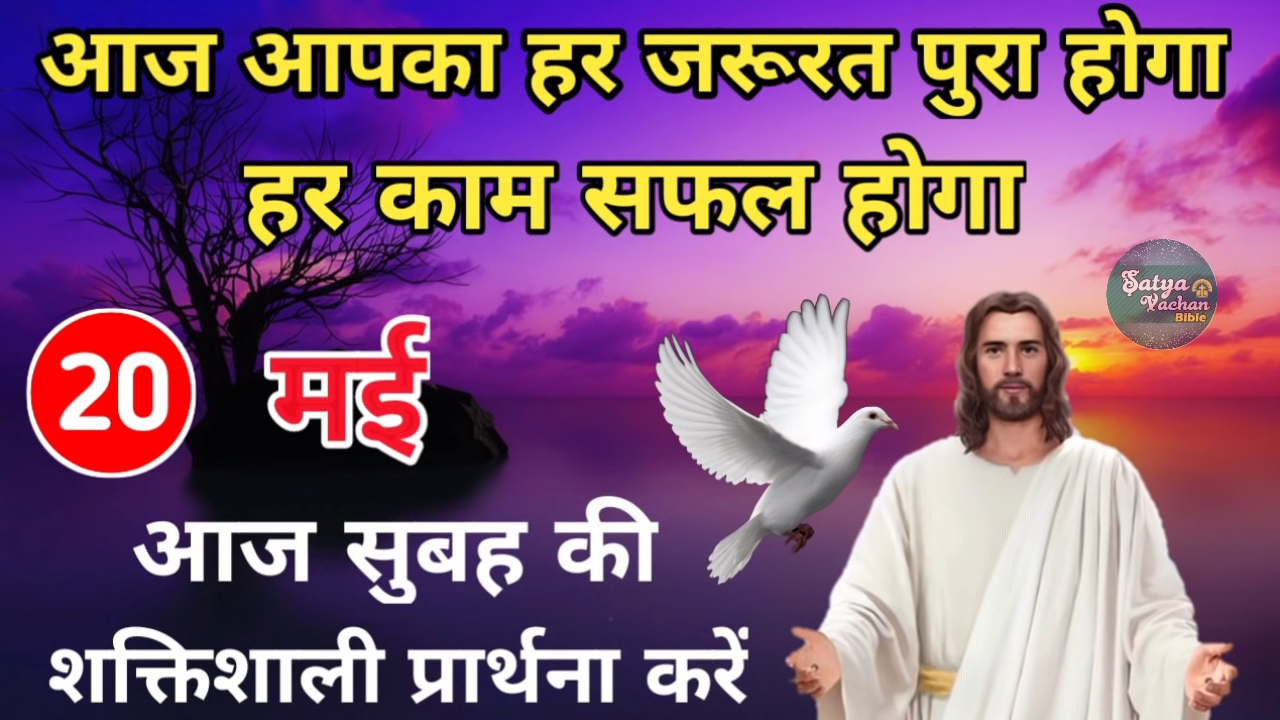 आज आपका हर जरूरत पुरा होगा
हर काम सफल होगा
Satya
Vachan
Bible
20 मई
आज सुबह की
शक्तिशाली प्रार्थना करें